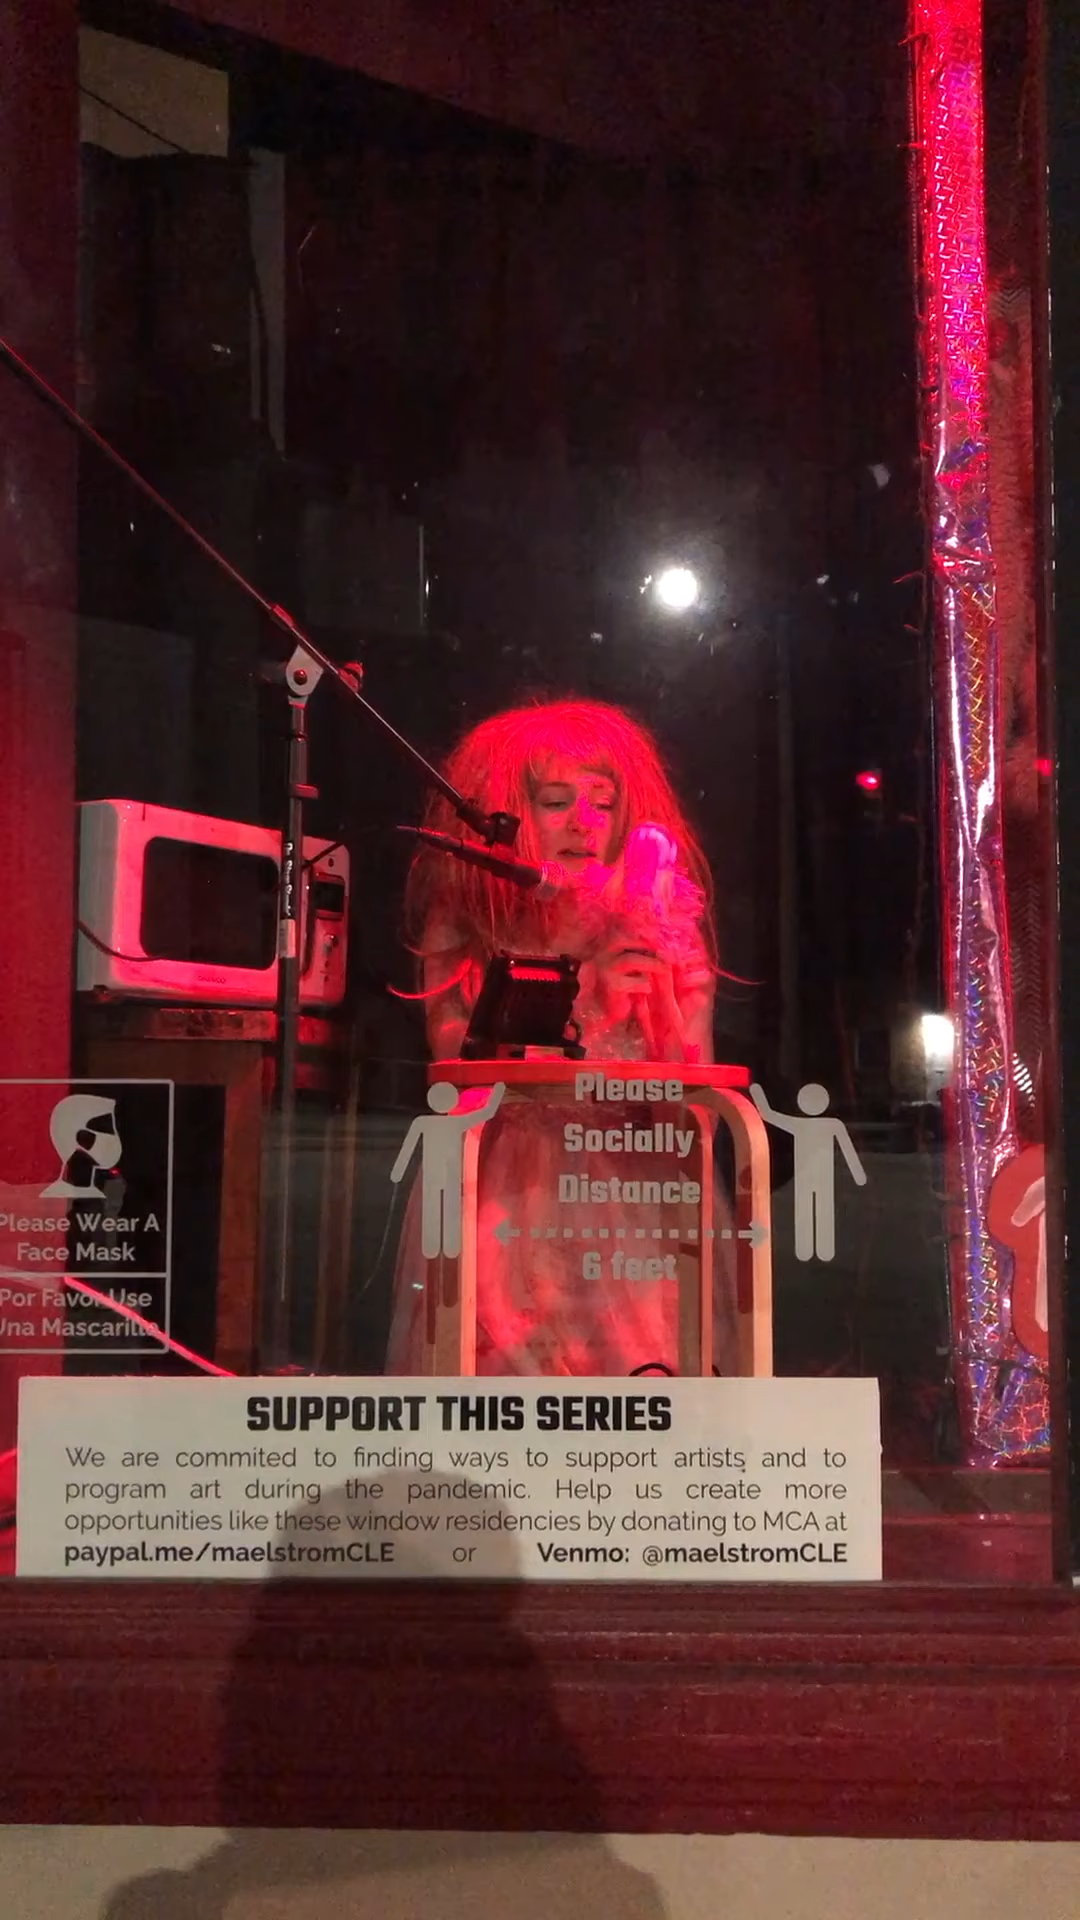 Please
Socially
Distance
6 feet
Please Wear A
Face Mask
Por Favor Use
Una Mascarilla
SUPPORT THIS SERIES
We are commited to finding ways to support artists and to
program art during the pandemic. Help us create more
opportunities like these window residencies by donating to MCA at
paypal.me/maelstromCLE or Venmo: @maelstromCLE